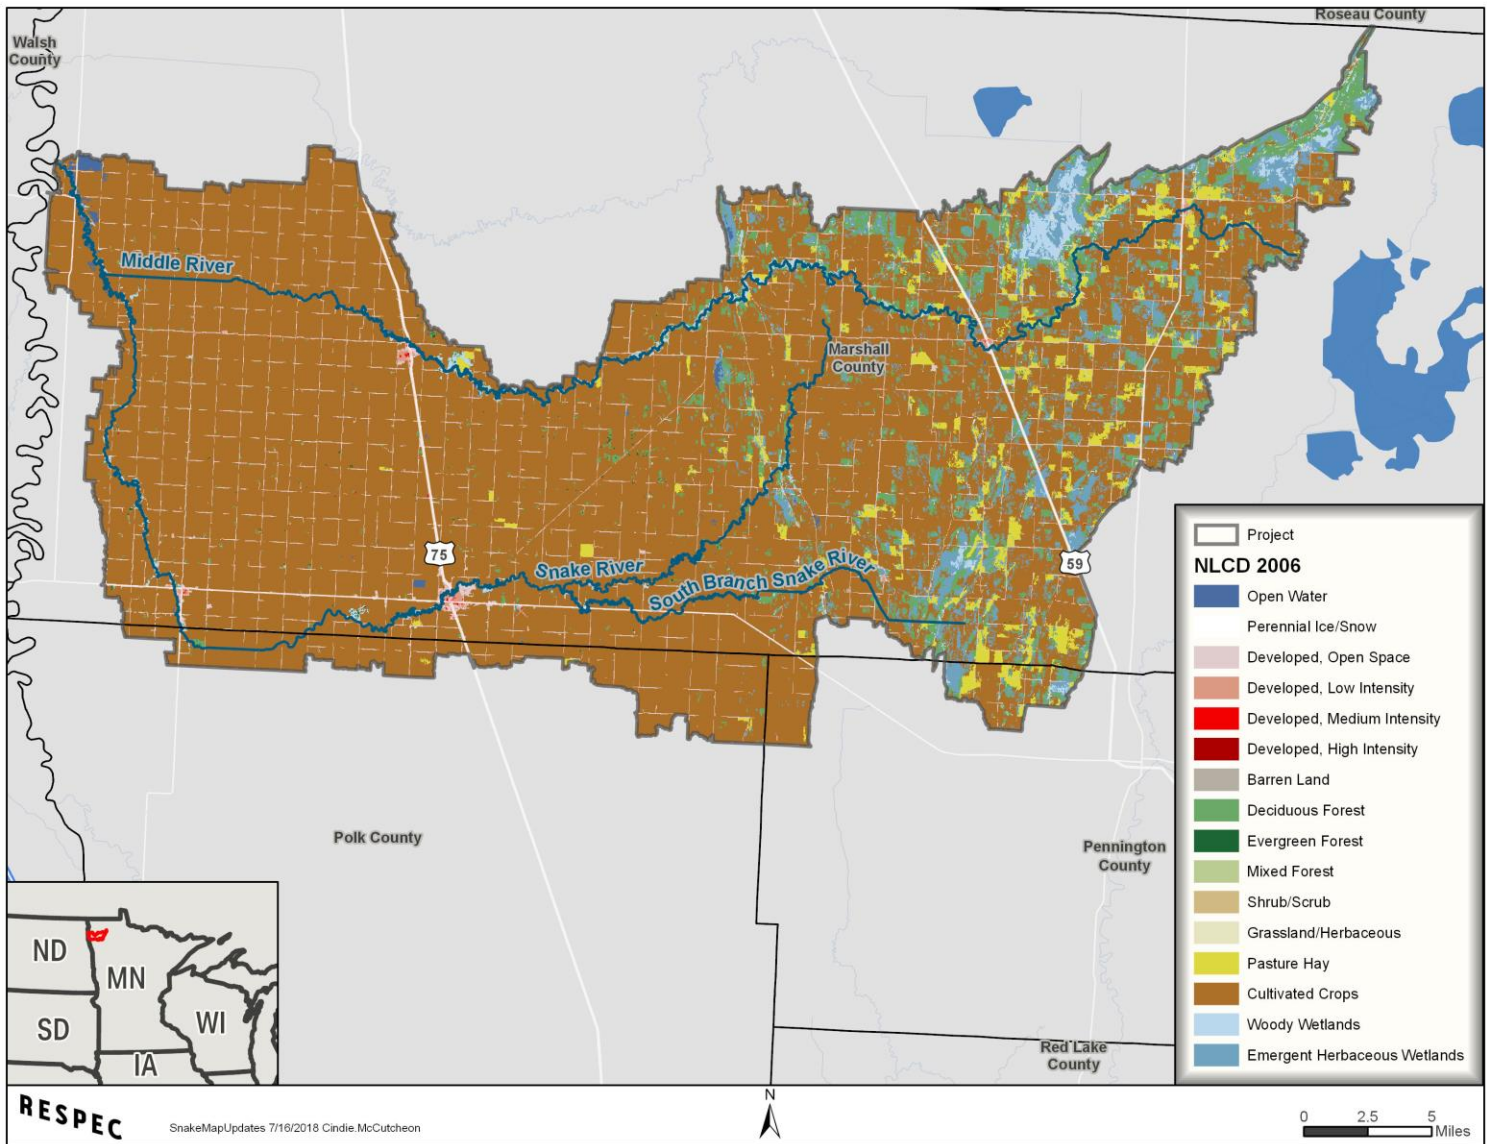 Roseau County
Walsh
County
Middle River
Marshall
County
75
59
Snake River
South Branch Snake River
Polk County
Pennington
County
Red Lake
County
Project
NLCD 2006
Open Water
Perennial Ice/Snow
Developed, Open Space
Developed, Low Intensity
Developed, Medium Intensity
Developed, High Intensity
Barren Land
Deciduous Forest
Evergreen Forest
Mixed Forest
Shrub/Scrub
Grassland/Herbaceous
Pasture Hay
Cultivated Crops
Woody Wetlands
Emergent Herbaceous Wetlands
ND
MN
SD
WI
IA
RESPEC
SnakeMapUpdates 7/16/2018 Cindie.McCutcheon
N
0 2.5 5
Miles